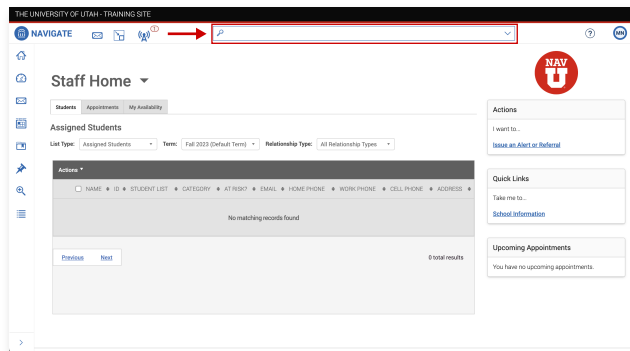 THE UNIVERSITY OF UTAH - TRAINING SITE
NAVIGATE
1
?
MN
NAV
U
Staff Home
Students Appointments My Availability
Assigned Students
List Type: Assigned Students Term: Fall 2023 (Default Term) Relationship Type: All Relationship Types
Actions
NAME ID STUDENT LIST CATEGORY AT RISK? EMAIL HOME PHONE WORK PHONE CELL PHONE ADDRESS
No matching records found
Previous Next 0 total results
Actions
I want to...
Issue an Alert or Referral
Quick Links
Take me to...
School Information
Upcoming Appointments
You have no upcoming appointments.